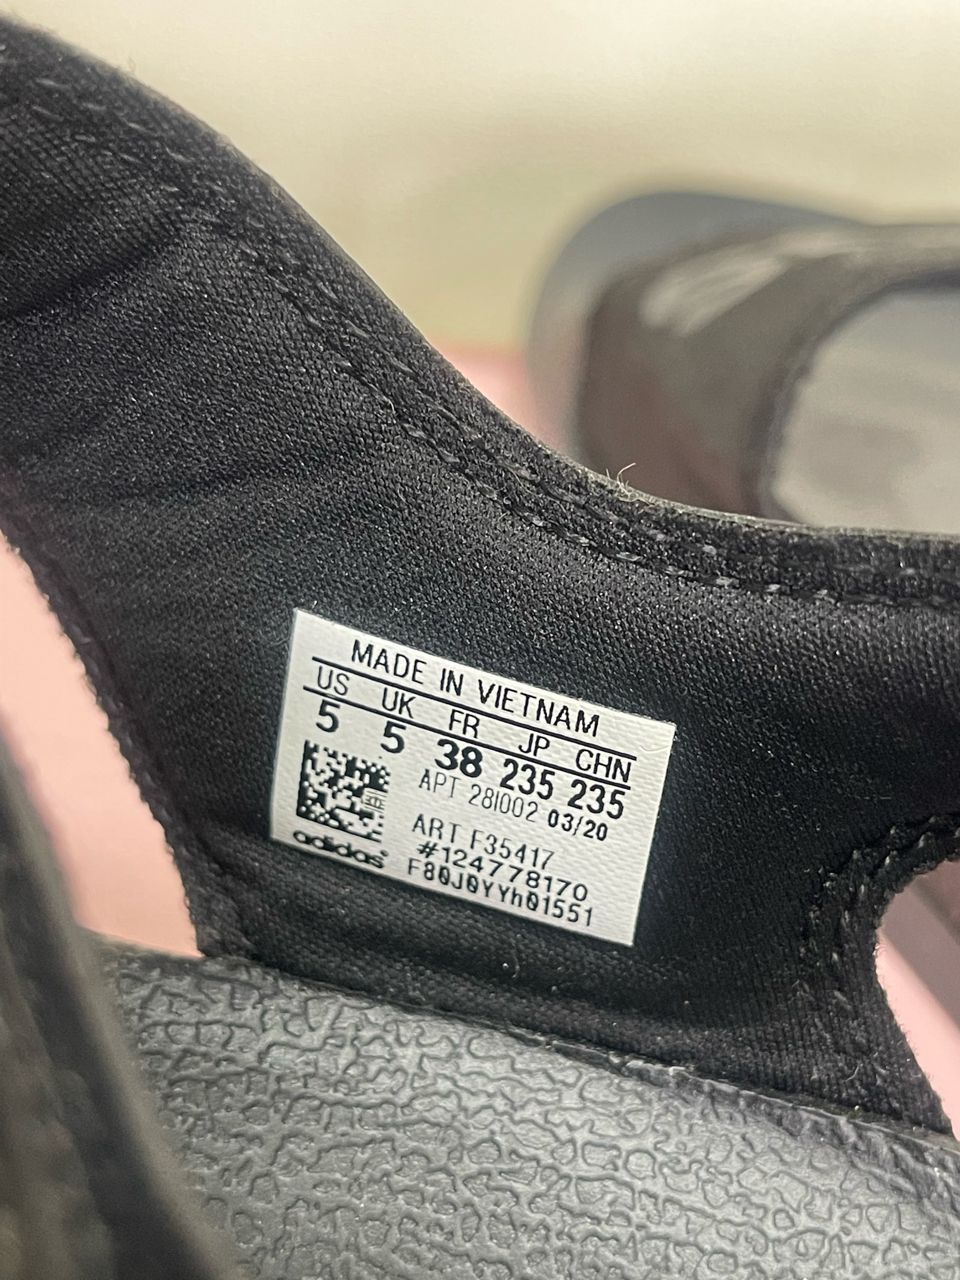 MADE IN VIETNAM
US UK FR JP CHN
5 5 38 235 235
APT 28I002 03/20
ART F35417
#124778170
F80J0YYh01551
adidas